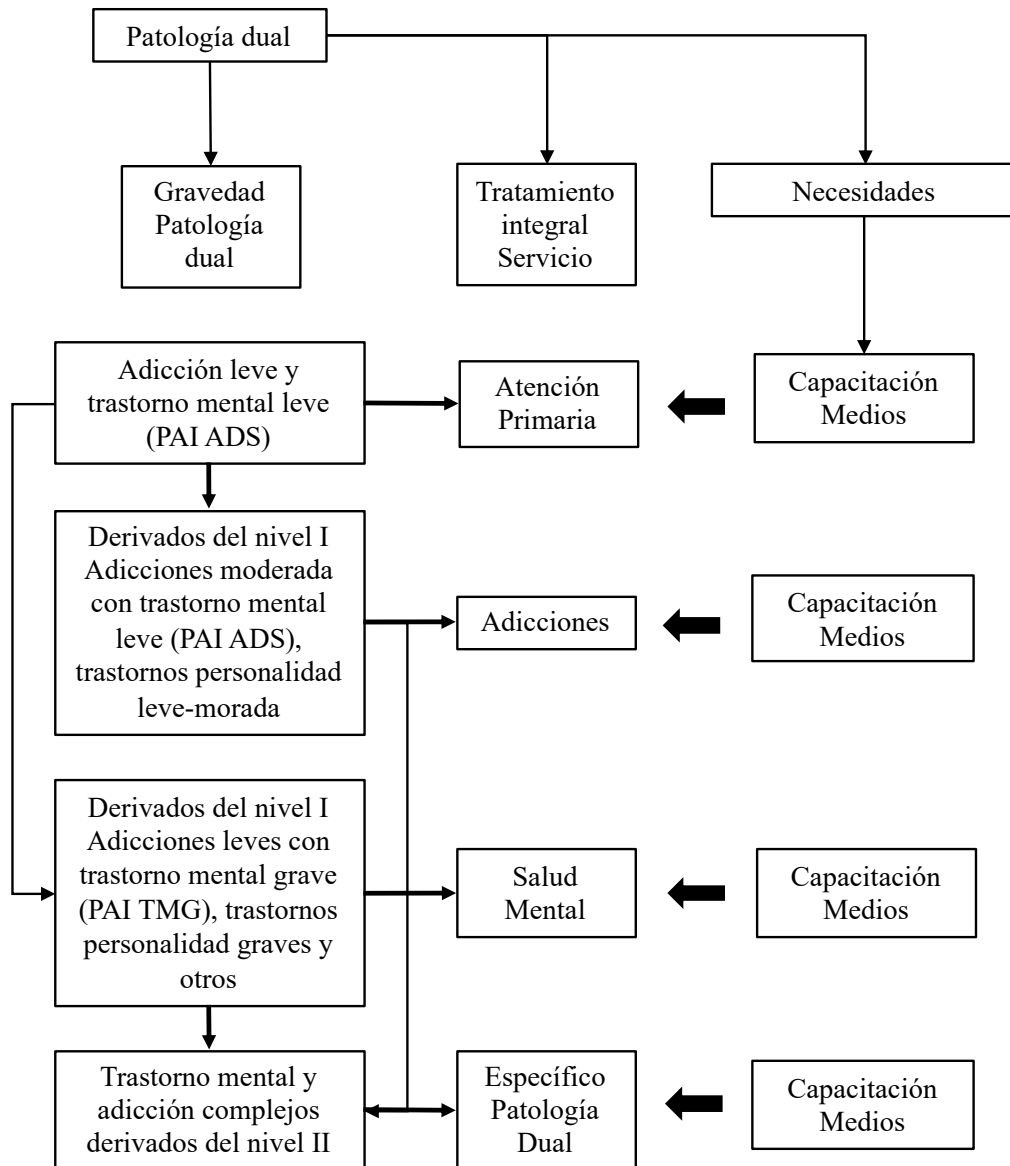 Patología dual
Gravedad
Patología
dual
Tratamiento
integral
Servicio
Necesidades
Adicción leve y
trastorno mental leve
(PAI ADS)
Atención
Primaria
Capacitación
Medios
Derivados del nivel I
Adicciones moderada
con trastorno mental
leve (PAI ADS),
trastornos personalidad
leve-morada
Adicciones
Capacitación
Medios
Derivados del nivel I
Adicciones leves con
trastorno mental grave
(PAI TMG), trastornos
personalidad graves y
otros
Salud
Mental
Capacitación
Medios
Trastorno mental y
adicción complejos
derivados del nivel II
Específico
Patología
Dual
Capacitación
Medios